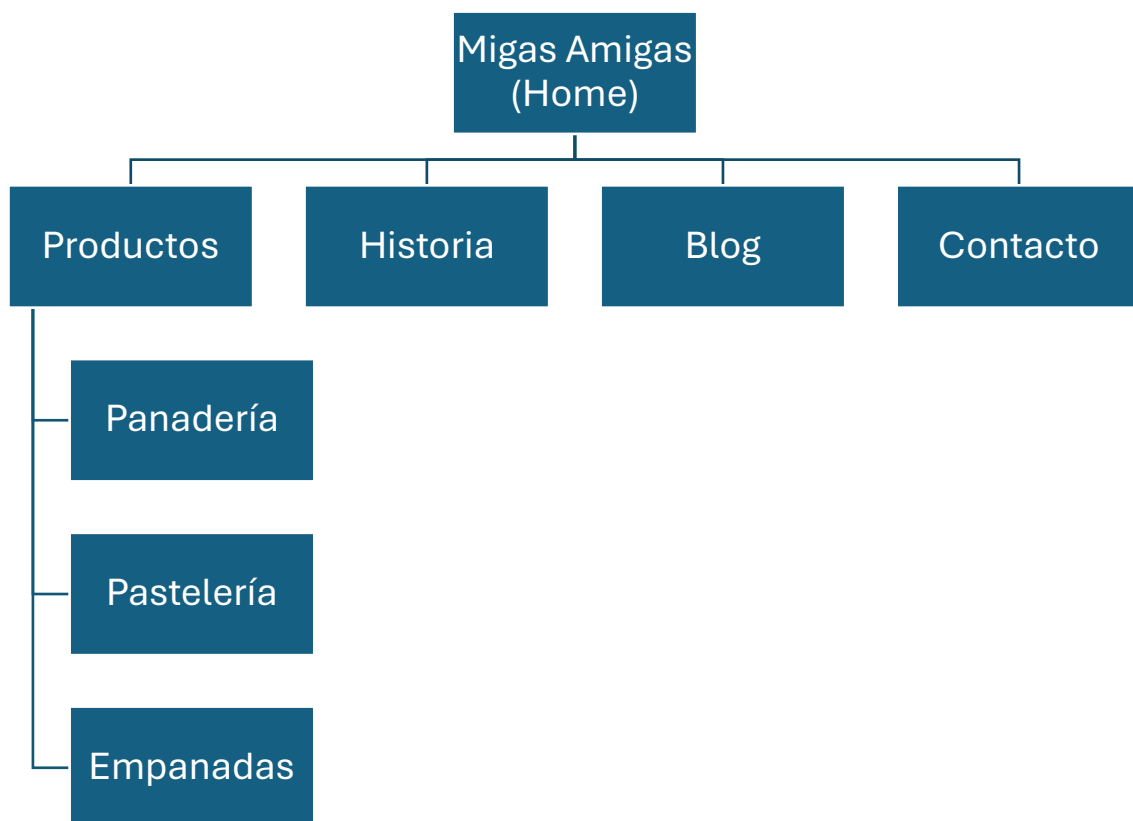 Migas Amigas
(Home)
Productos
Historia
Blog
Contacto
Panadería
Pastelería
Empanadas